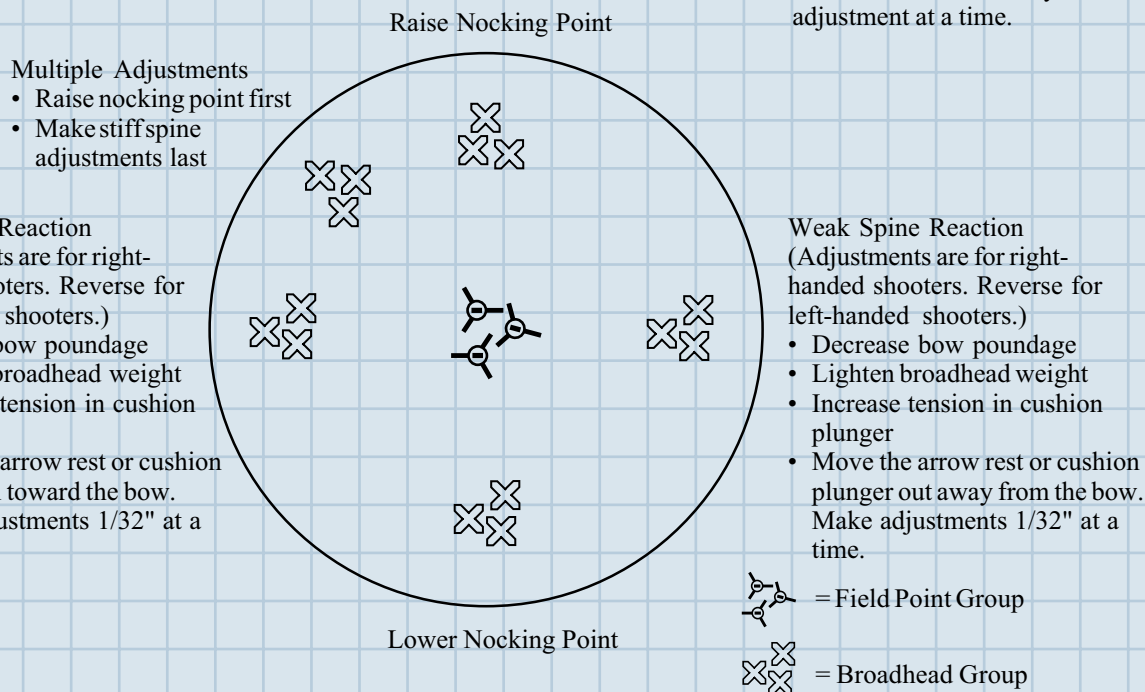 adjustment at a time.
Raise Nocking Point
Multiple Adjustments
• Raise nocking point first
• Make stiff spine
adjustments last
Reaction
are for right-
Reverse for
shooters.)
bow poundage
broadhead weight
tension in cushion
arrow rest or cushion
toward the bow.
1/32" at a
Weak Spine Reaction
(Adjustments are for right-
handed shooters. Reverse for
left-handed shooters.)
• Decrease bow poundage
• Lighten broadhead weight
• Increase tension in cushion
plunger
• Move the arrow rest or cushion
plunger out away from the bow.
Make adjustments 1/32" at a
time.
Lower Nocking Point
= Field Point Group
= Broadhead Group